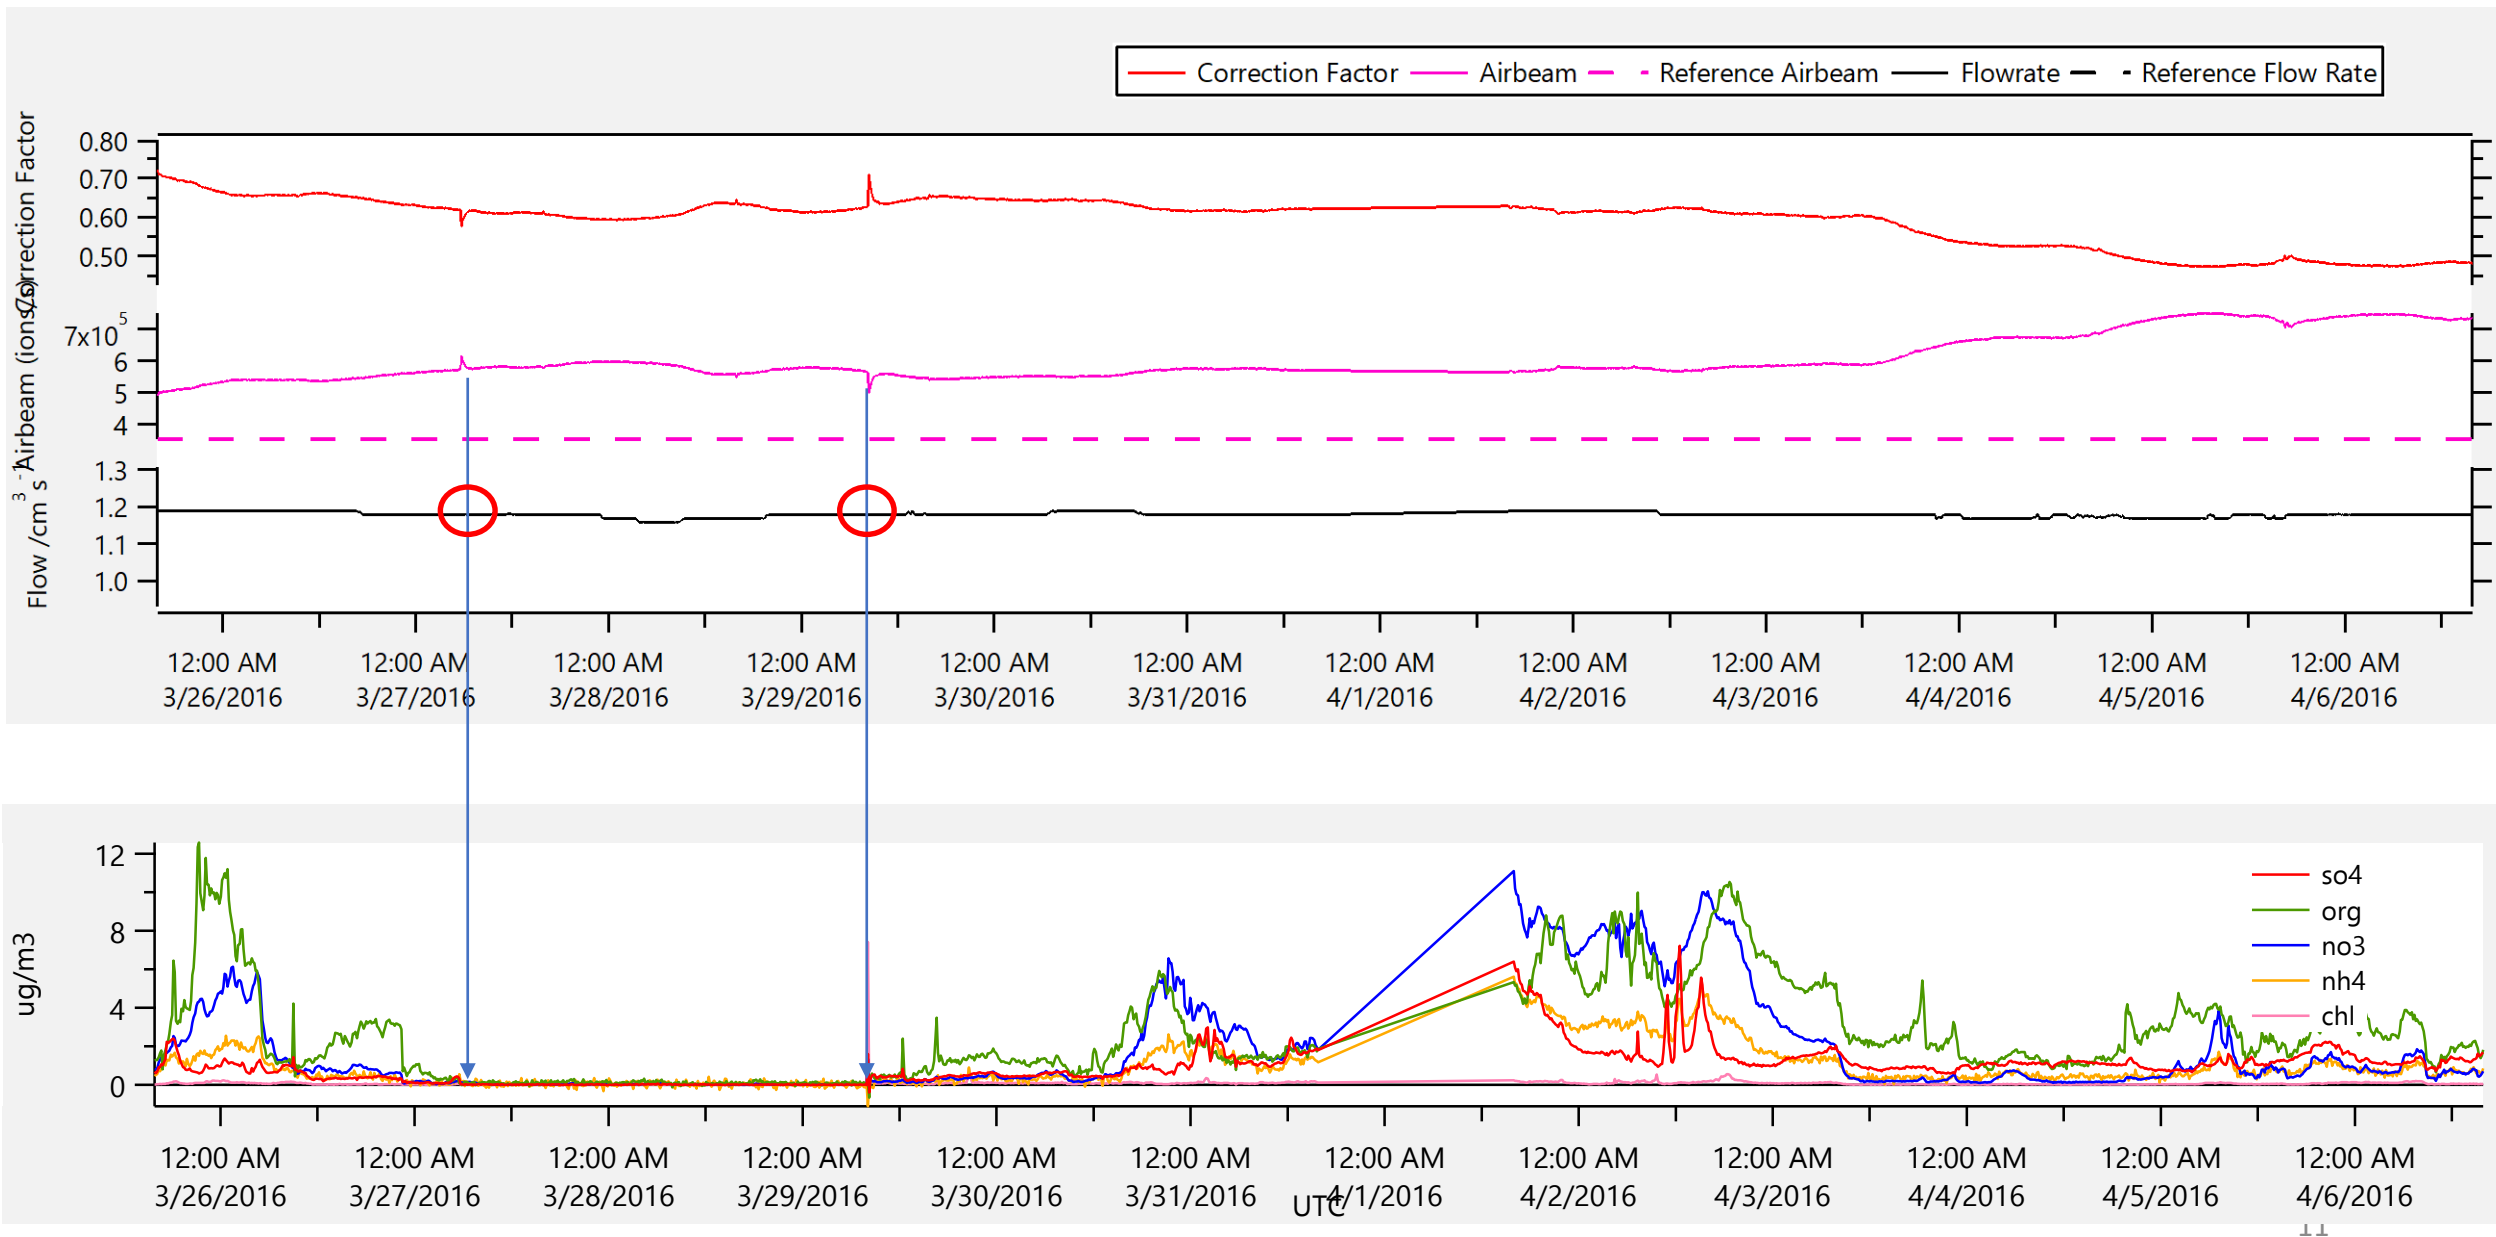 Correction Factor Airbeam Reference Airbeam Flowrate Reference Flow Rate
Correction Factor
0.80
0.70
0.60
0.50
Airbeam (ions/s)
7x10^5
6
5
4
Flow /cm^3 s^-1
1.3
1.2
1.1
1.0
12:00 AM 12:00 AM 12:00 AM 12:00 AM 12:00 AM 12:00 AM 12:00 AM 12:00 AM 12:00 AM 12:00 AM 12:00 AM 12:00 AM
3/26/2016 3/27/2016 3/28/2016 3/29/2016 3/30/2016 3/31/2016 4/1/2016 4/2/2016 4/3/2016 4/4/2016 4/5/2016 4/6/2016
ug/m3
12
8
4
0
so4
org
no3
nh4
chl
12:00 AM 12:00 AM 12:00 AM 12:00 AM 12:00 AM 12:00 AM 12:00 AM 12:00 AM 12:00 AM 12:00 AM 12:00 AM 12:00 AM
3/26/2016 3/27/2016 3/28/2016 3/29/2016 3/30/2016 3/31/2016 4/1/2016 4/2/2016 4/3/2016 4/4/2016 4/5/2016 4/6/2016
UTC
11